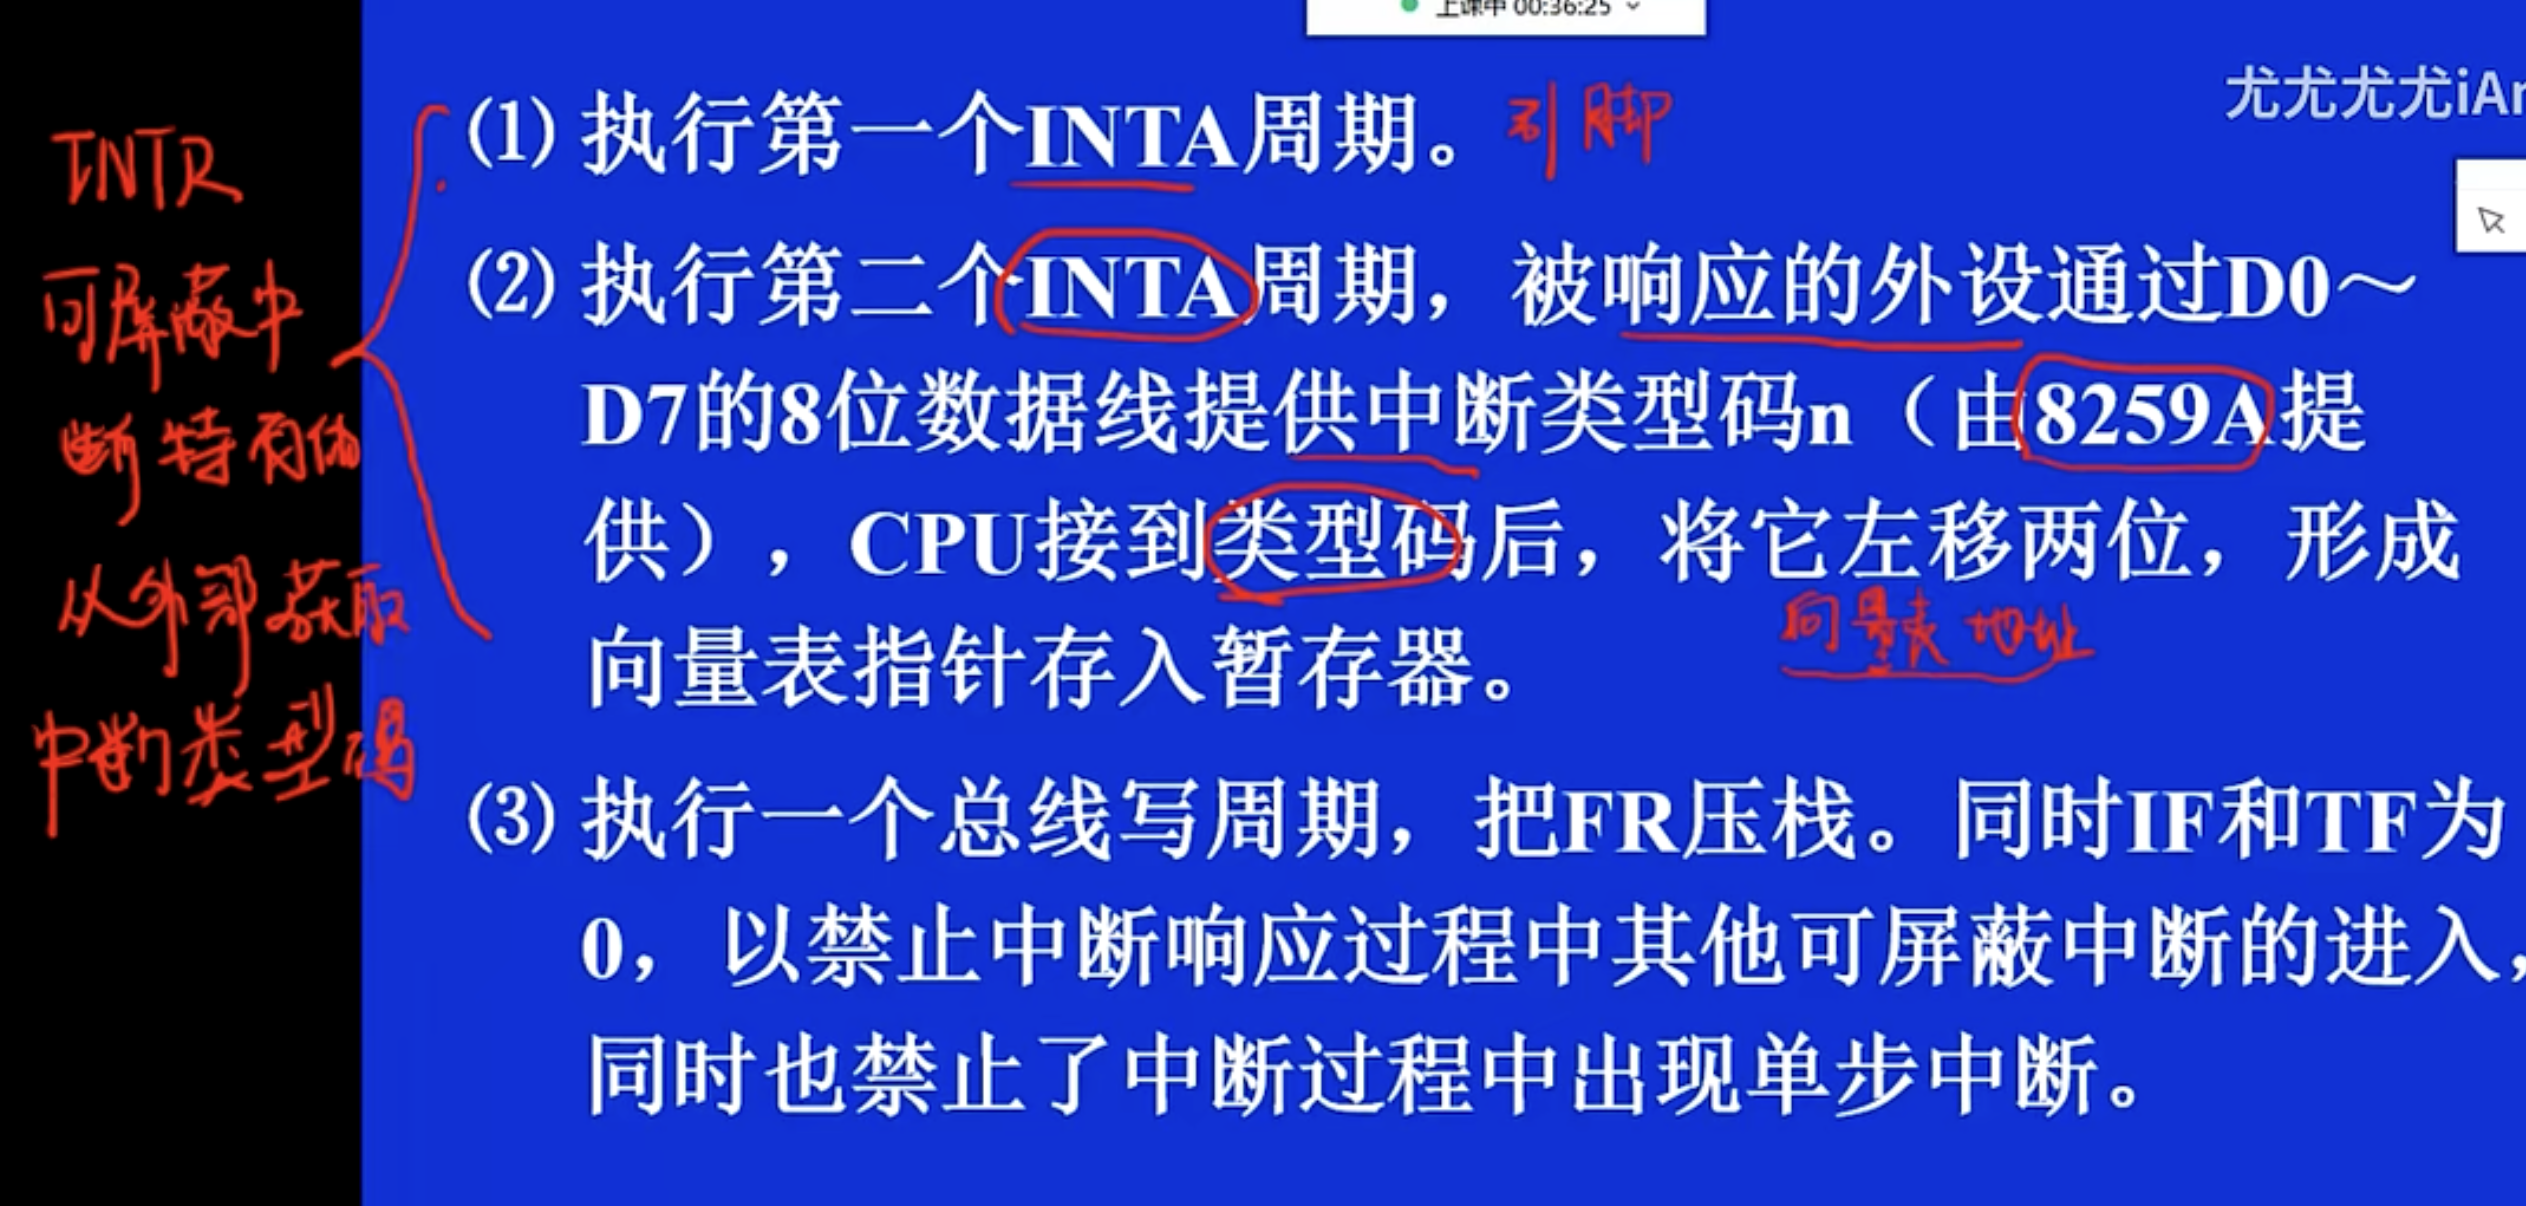 上课中 00:36:25
尤尤尤尤iAr
(1) 执行第一个INTA周期。 引脚
(2) 执行第二个INTA周期，被响应的外设通过D0～
D7的8位数据线提供中断类型码n（由8259A提
供），CPU接到类型码后，将它左移两位，形成
向量表地址
向量表指针存入暂存器。
(3) 执行一个总线写周期，把FR压栈。同时IF和TF为
0，以禁止中断响应过程中其他可屏蔽中断的进入，
同时也禁止了中断过程中出现单步中断。
INTR
可屏蔽中
断特有的
从外部获取
中断类型码